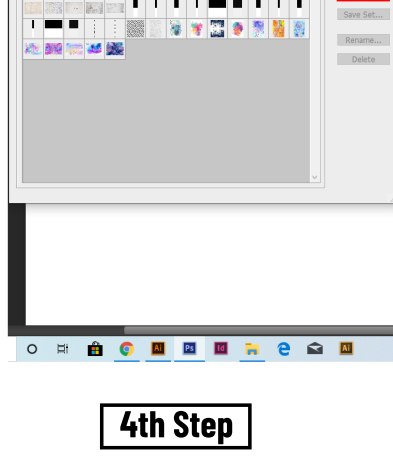 Save Set...
Rename...
Delete
Ai
Ps
Id
Ai
4th Step